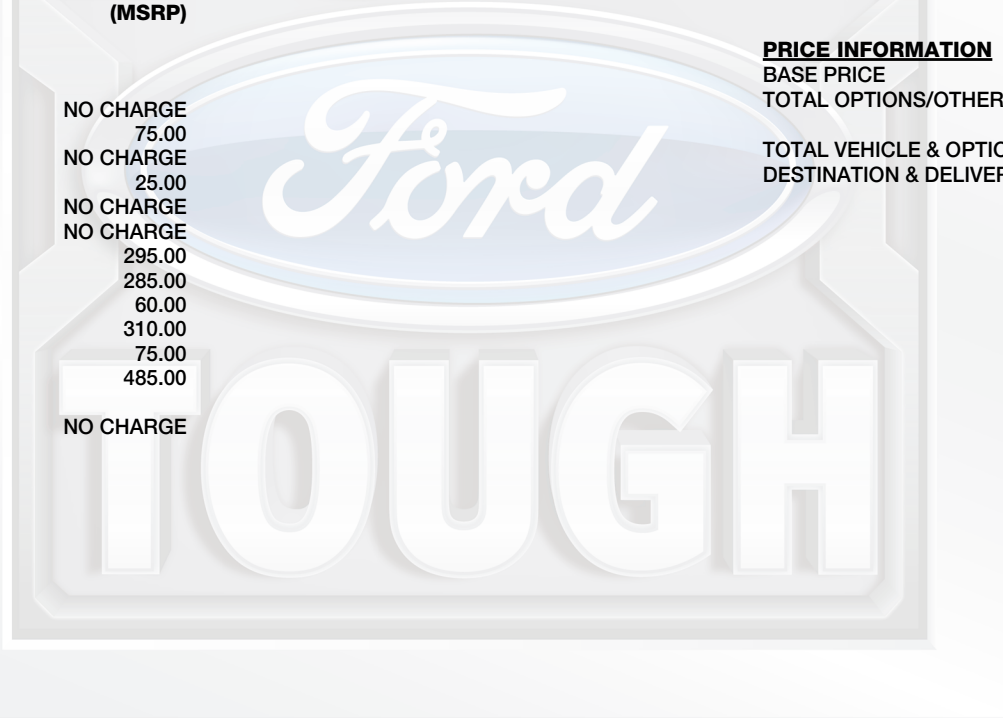 (MSRP)
NO CHARGE
75.00
NO CHARGE
25.00
NO CHARGE
NO CHARGE
295.00
285.00
60.00
310.00
75.00
485.00
NO CHARGE
PRICE INFORMATION
BASE PRICE
TOTAL OPTIONS/OTHER
TOTAL VEHICLE & OPTIO
DESTINATION & DELIVER
Ford
TOUGH